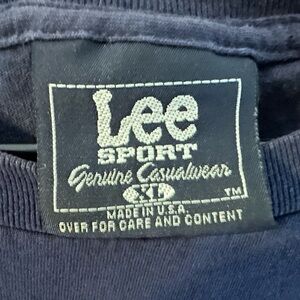 Lee
SPORT
Genuine Casualwear
XL
TM
MADE IN U.S.A.
OVER FOR CARE AND CONTENT